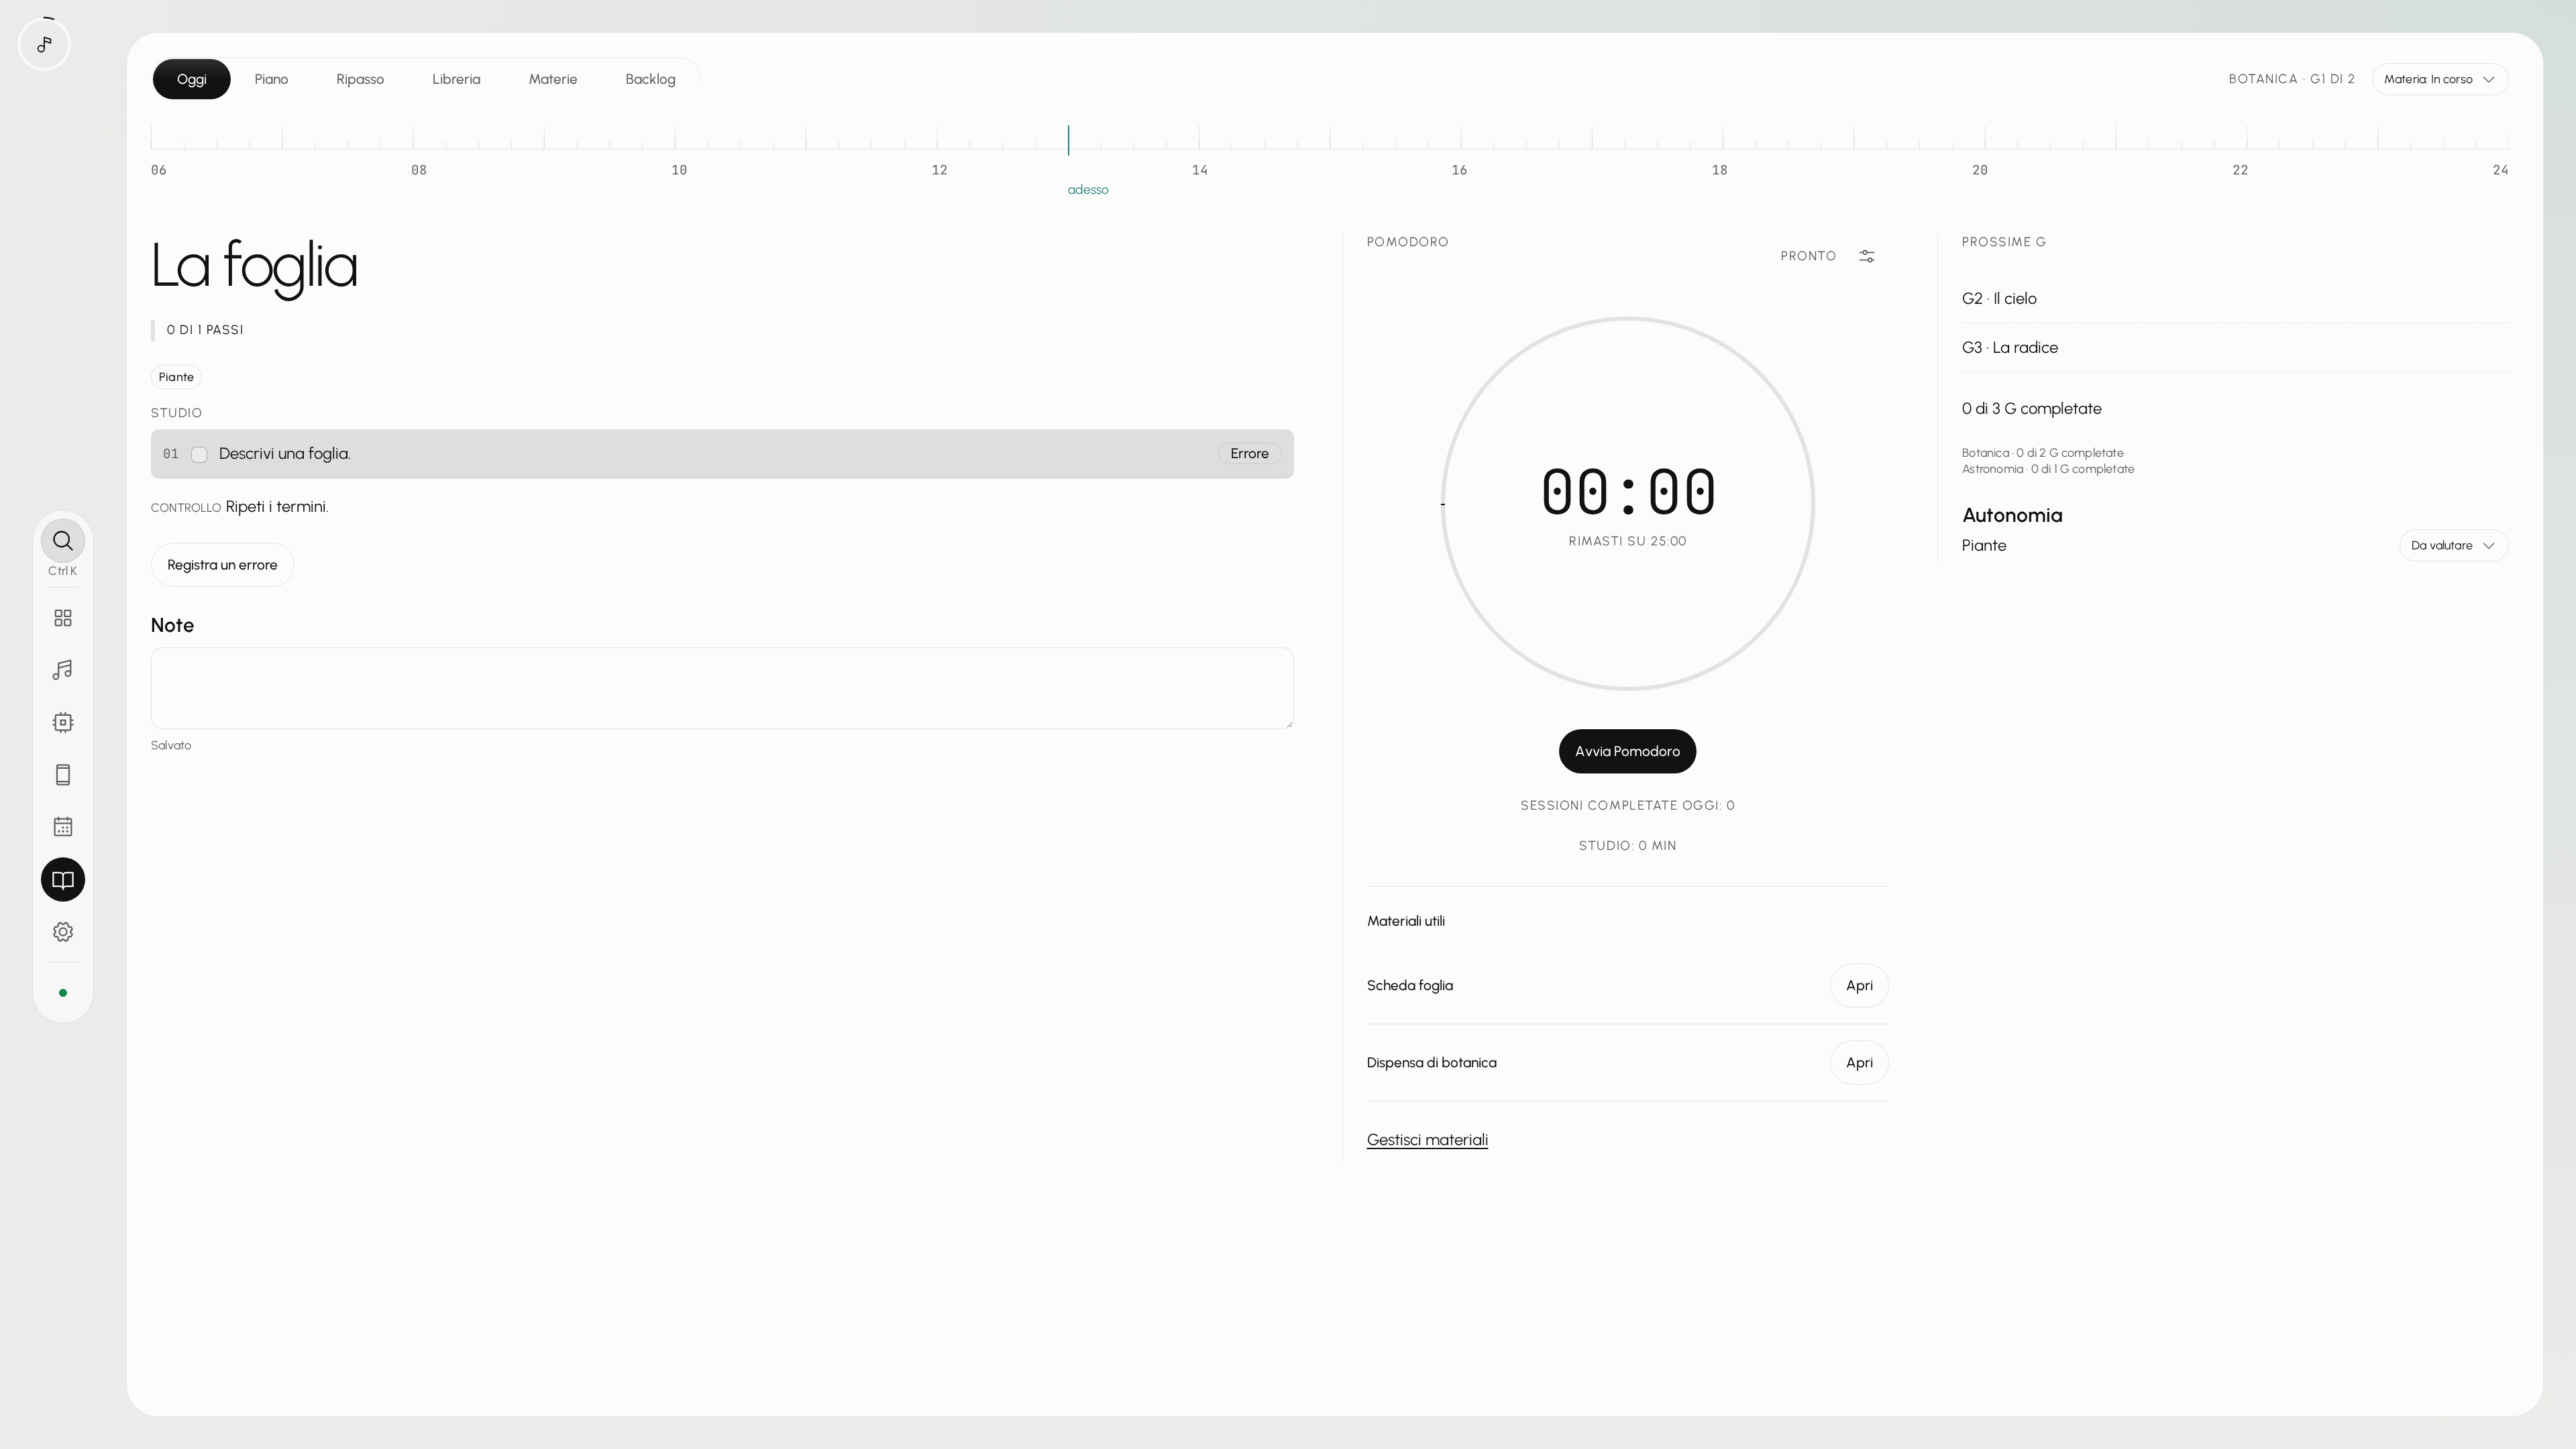 Oggi Piano Ripasso Libreria Materie Backlog
BOTANICA · G1 DI 2 Materia: In corso
06 08 10 12 14 16 18 20 22 24
adesso
La foglia
0 DI 1 PASSI
Piante
STUDIO
01 Descrivi una foglia. Errore
CONTROLLO Ripeti i termini.
Registra un errore
Note
Salvato
POMODORO
PRONTO
00:00
RIMASTI SU 25:00
Avvia Pomodoro
SESSIONI COMPLETATE OGGI: 0
STUDIO: 0 MIN
Materiali utili
Scheda foglia Apri
Dispensa di botanica Apri
Gestisci materiali
PROSSIME G
G2 · Il cielo
G3 · La radice
0 di 3 G completate
Botanica · 0 di 2 G completate
Astronomia · 0 di 1 G completate
Autonomia
Piante Da valutare
Ctrl K